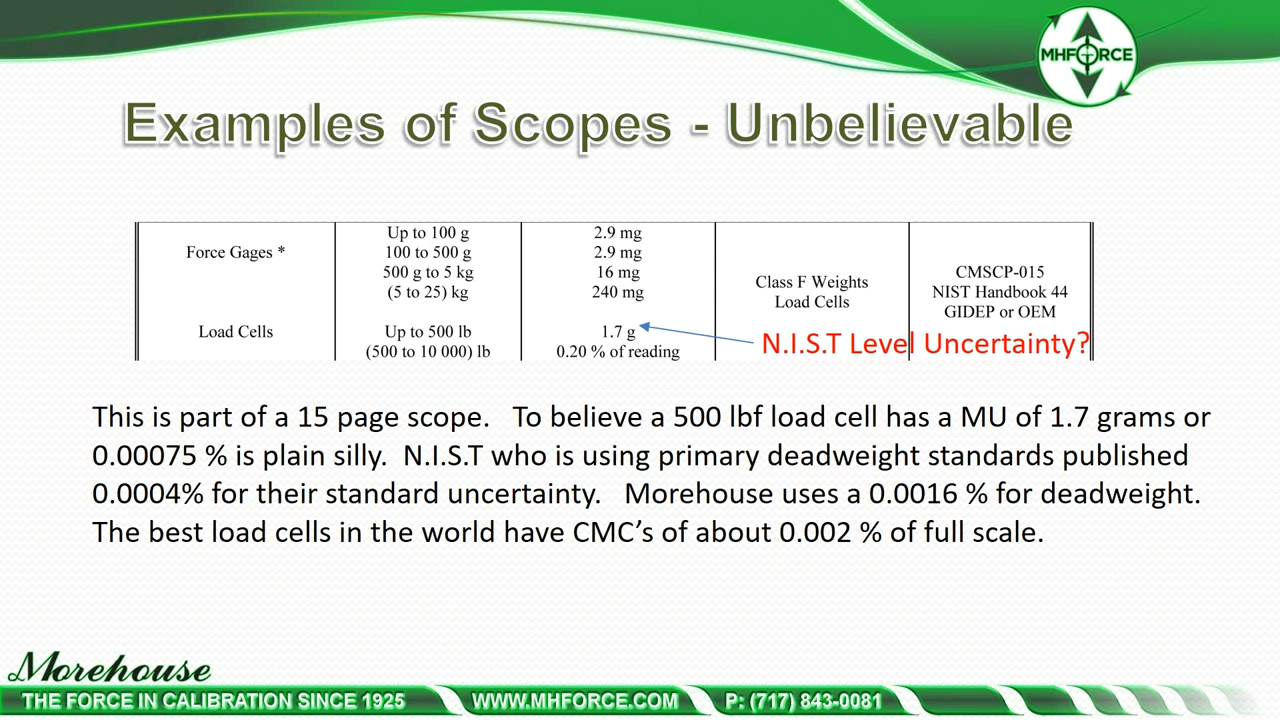 MHFORCE
Examples of Scopes - Unbelievable
Force Gages *
Up to 100 g
100 to 500 g
500 g to 5 kg
(5 to 25) kg
2.9 mg
2.9 mg
16 mg
240 mg
Class F Weights
Load Cells
CMSCP-015
NIST Handbook 44
GIDEP or OEM
Load Cells
Up to 500 lb
(500 to 10 000) lb
1.7 g
0.20 % of reading
N.I.S.T Level Uncertainty?
This is part of a 15 page scope. To believe a 500 lbf load cell has a MU of 1.7 grams or
0.00075 % is plain silly. N.I.S.T who is using primary deadweight standards published
0.0004% for their standard uncertainty. Morehouse uses a 0.0016 % for deadweight.
The best load cells in the world have CMC’s of about 0.002 % of full scale.
Morehouse
THE FORCE IN CALIBRATION SINCE 1925
WWW.MHFORCE.COM
P: (717) 843-0081